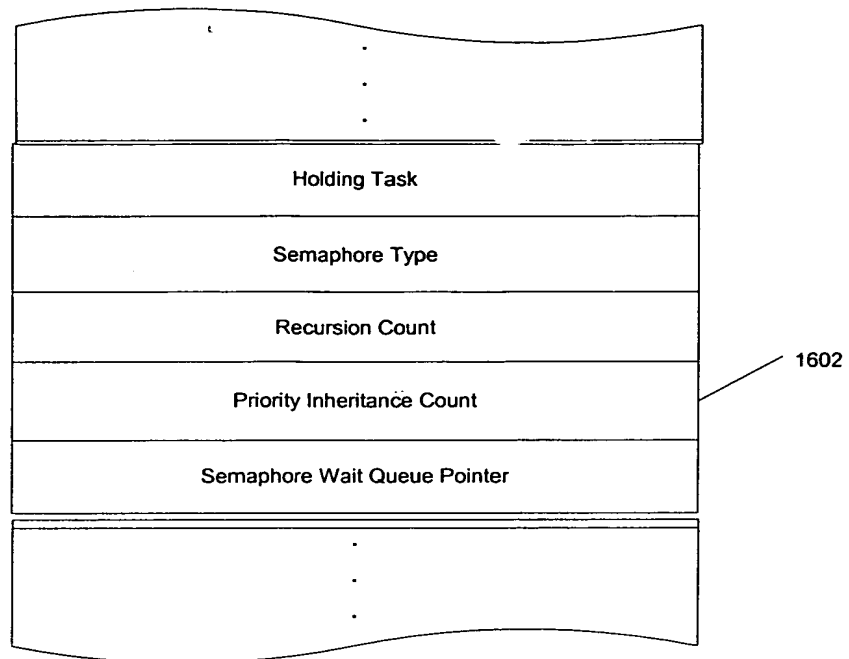 Holding Task
Semaphore Type
Recursion Count
Priority Inheritance Count
1602
Semaphore Wait Queue Pointer